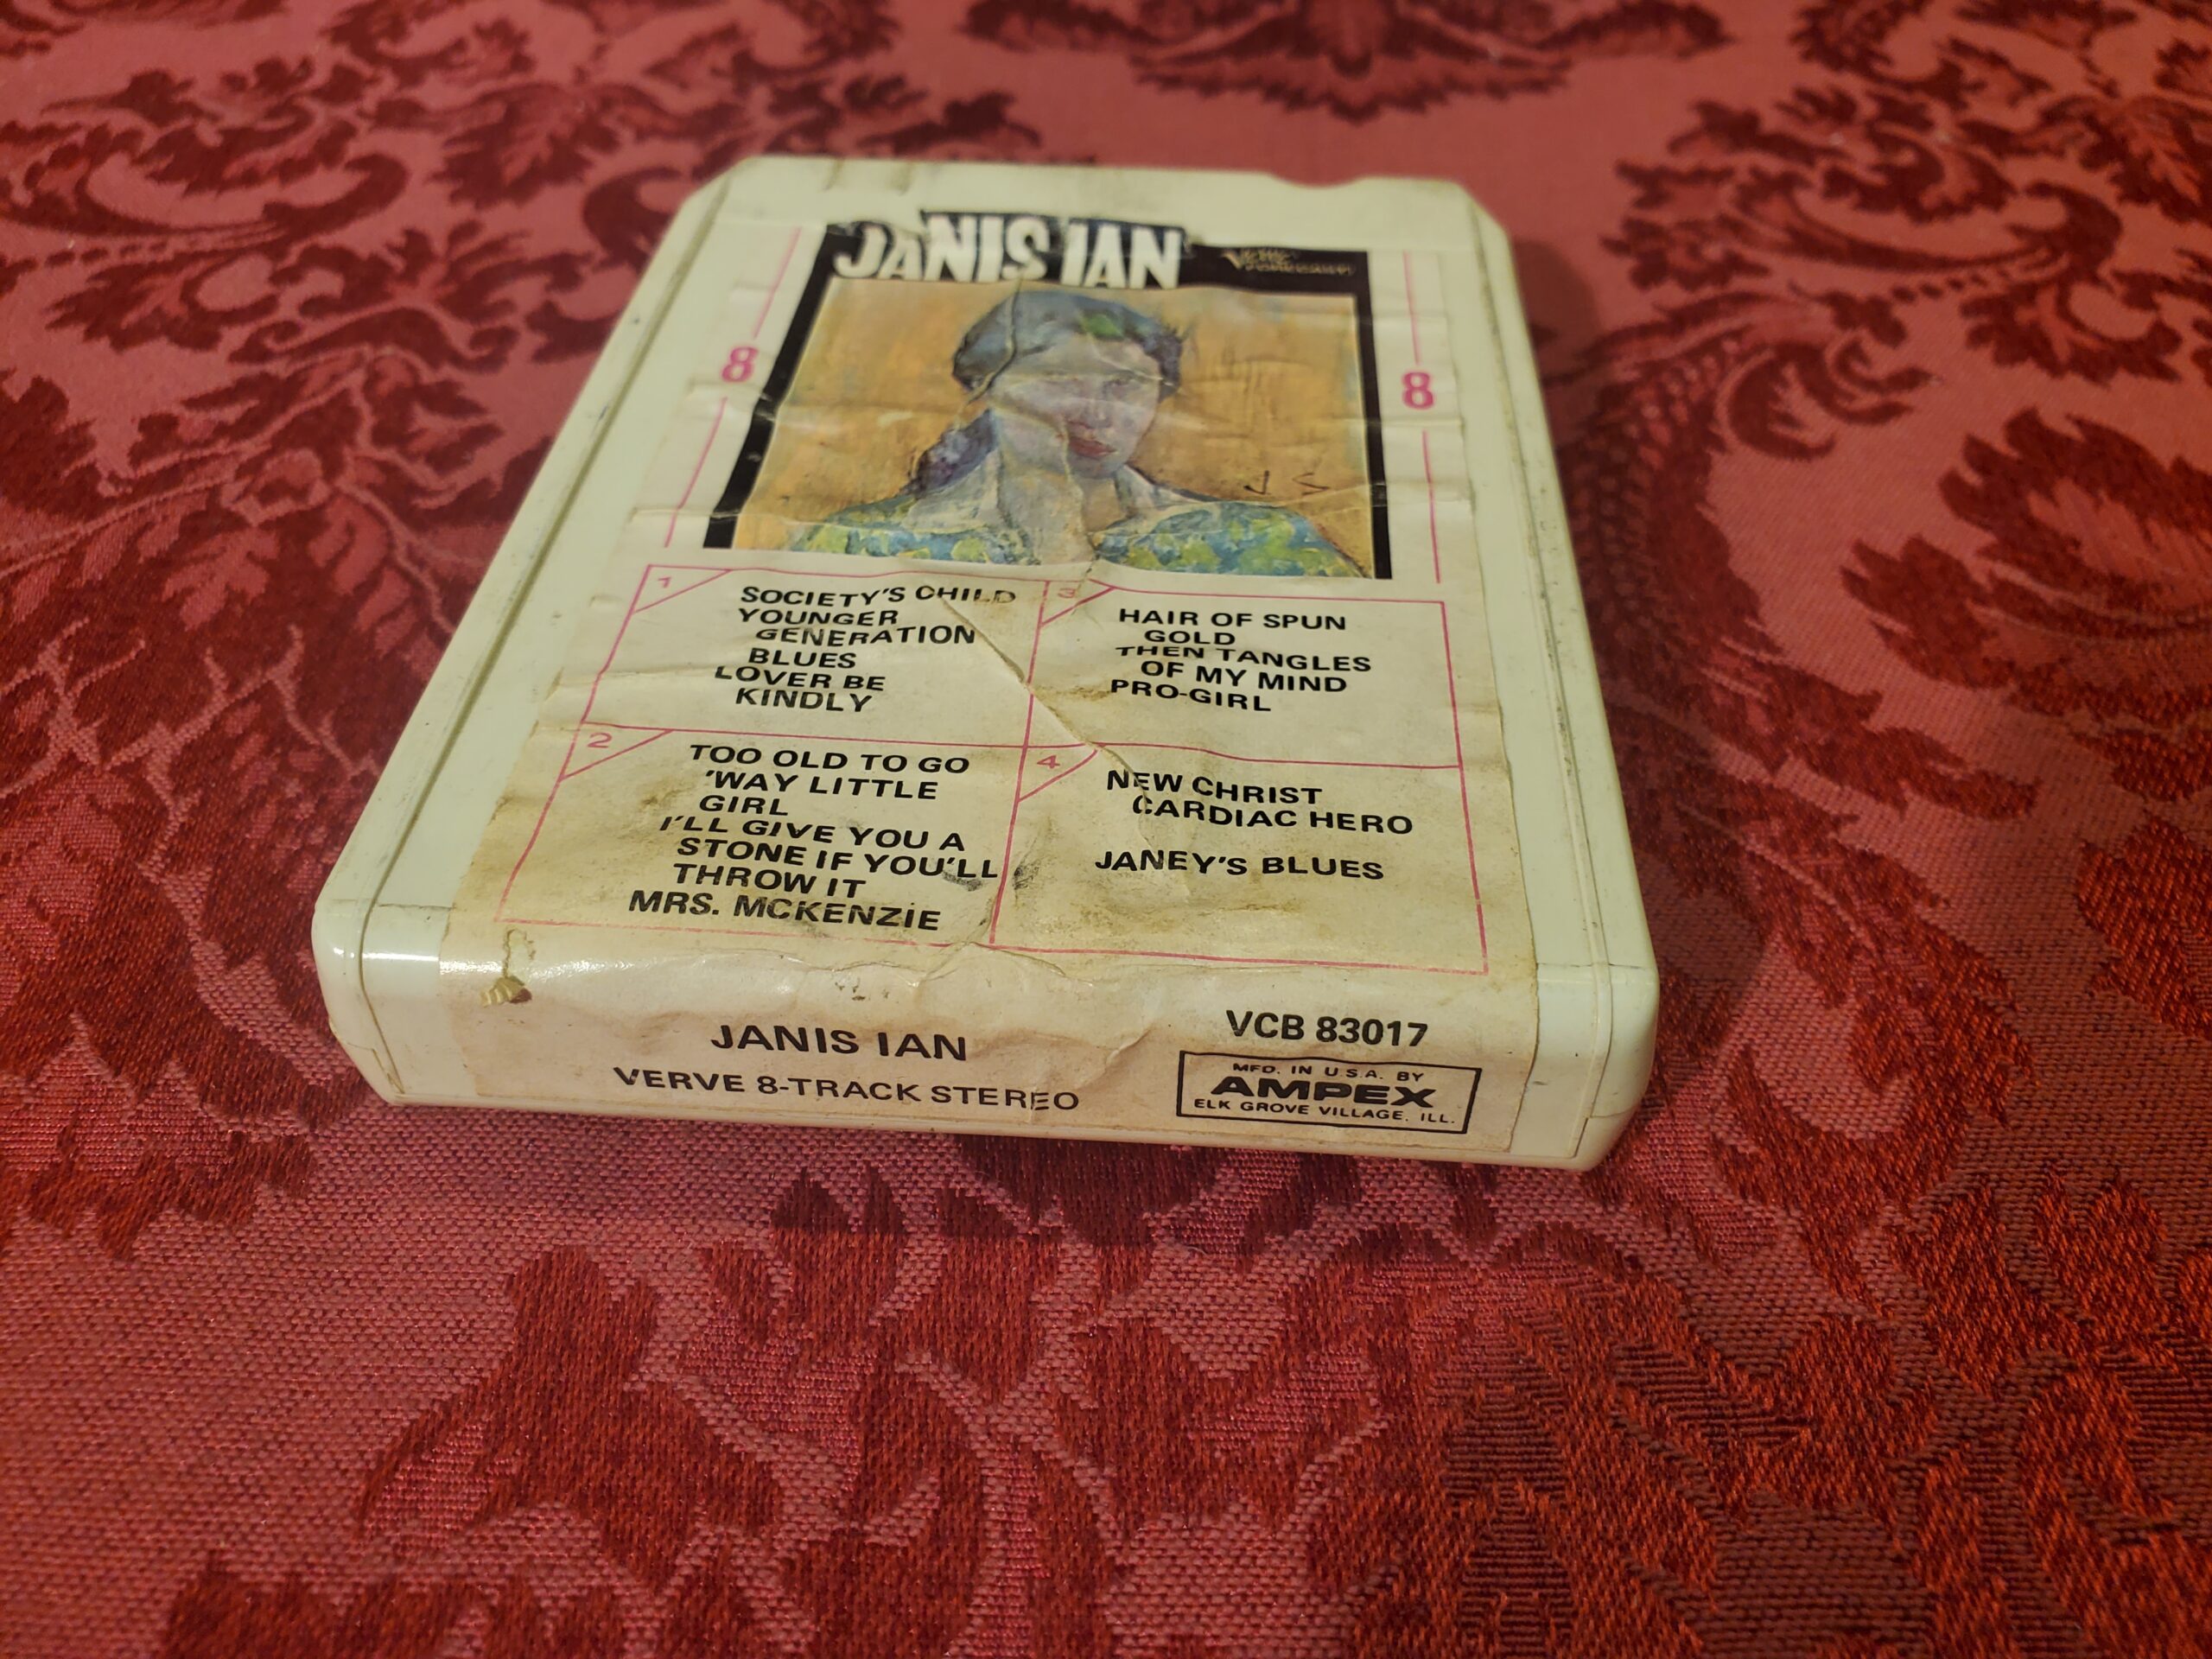 JANIS IAN
VERVE
FORECAST
8
8
1
SOCIETY'S CHILD
YOUNGER
GENERATION
BLUES
LOVER BE
KINDLY
2
TOO OLD TO GO
'WAY LITTLE
GIRL
I'LL GIVE YOU A
STONE IF YOU'LL
THROW IT
MRS. MCKENZIE
3
HAIR OF SPUN
GOLD
THEN TANGLES
OF MY MIND
PRO-GIRL
4
NEW CHRIST
CARDIAC HERO
JANEY'S BLUES
JANIS IAN
VERVE 8-TRACK STEREO
VCB 83017
MFD. IN U.S.A. BY
AMPEX
ELK GROVE VILLAGE, ILL.